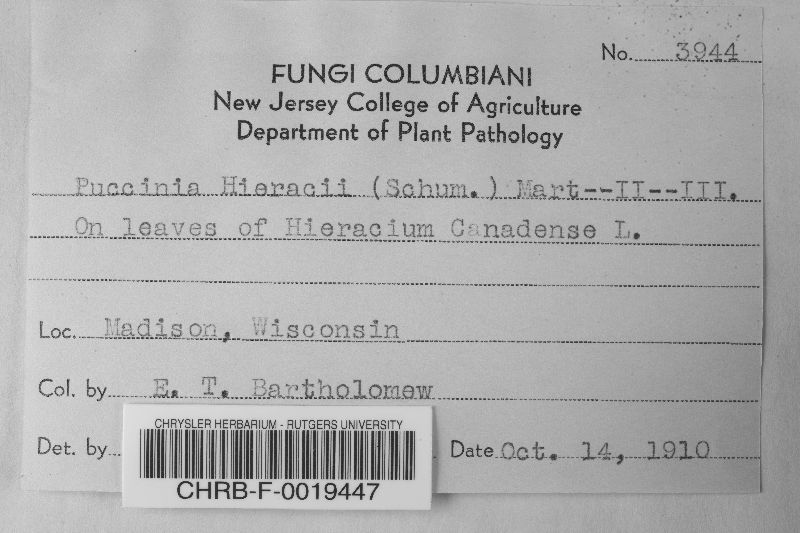 No. 3944
FUNGI COLUMBIANI
New Jersey College of Agriculture
Department of Plant Pathology
Puccinia Hieracii (Schum.) Mart--II--III.
On leaves of Hieracium Canadense L.
Loc. Madison, Wisconsin
Col. by E. T. Bartholomew
Det. by
Date Oct. 14, 1910
CHRYSLER HERBARIUM - RUTGERS UNIVERSITY
CHRB-F-0019447